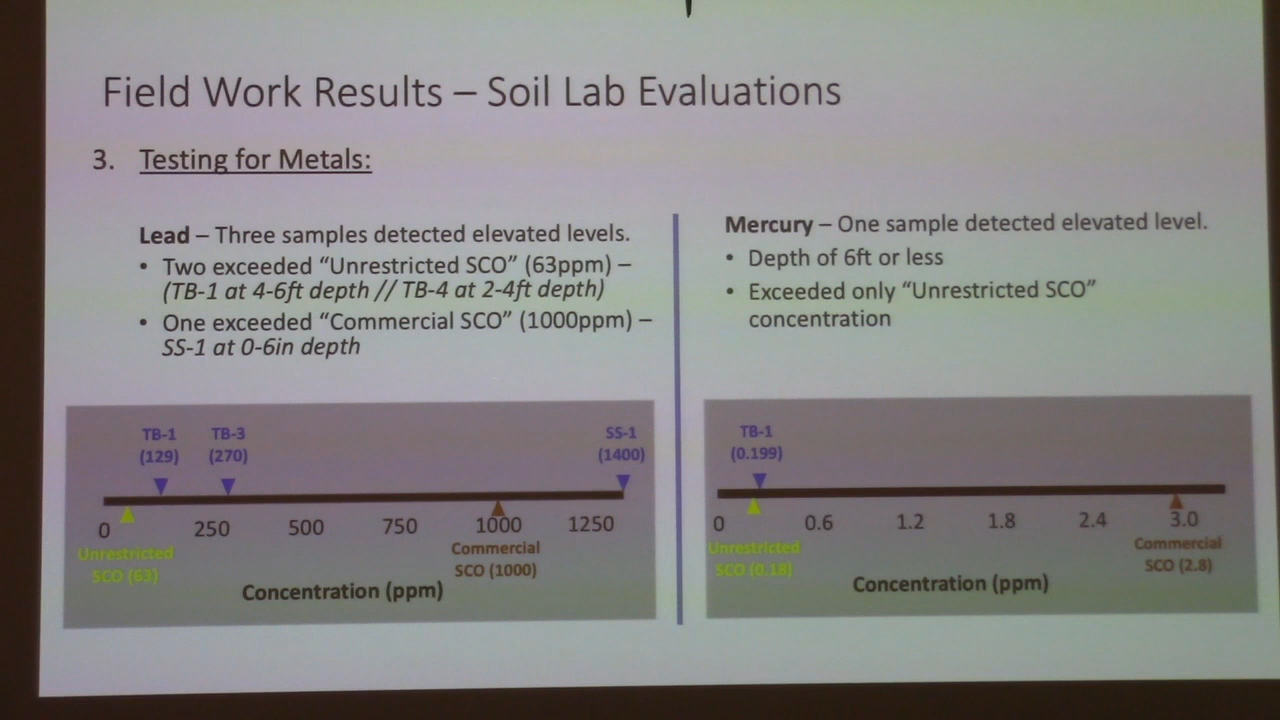 Field Work Results – Soil Lab Evaluations
3. Testing for Metals:
Lead – Three samples detected elevated levels.
• Two exceeded “Unrestricted SCO” (63ppm) –
(TB-1 at 4-6ft depth // TB-4 at 2-4ft depth)
• One exceeded “Commercial SCO” (1000ppm) –
SS-1 at 0-6in depth
TB-1 TB-3 SS-1
(129) (270) (1400)
0 250 500 750 1000 1250
Unrestricted Commercial
SCO (63) SCO (1000)
Concentration (ppm)
Mercury – One sample detected elevated level.
• Depth of 6ft or less
• Exceeded only “Unrestricted SCO”
concentration
TB-1
(0.199)
0 0.6 1.2 1.8 2.4 3.0
Unrestricted Commercial
SCO (0.18) SCO (2.8)
Concentration (ppm)